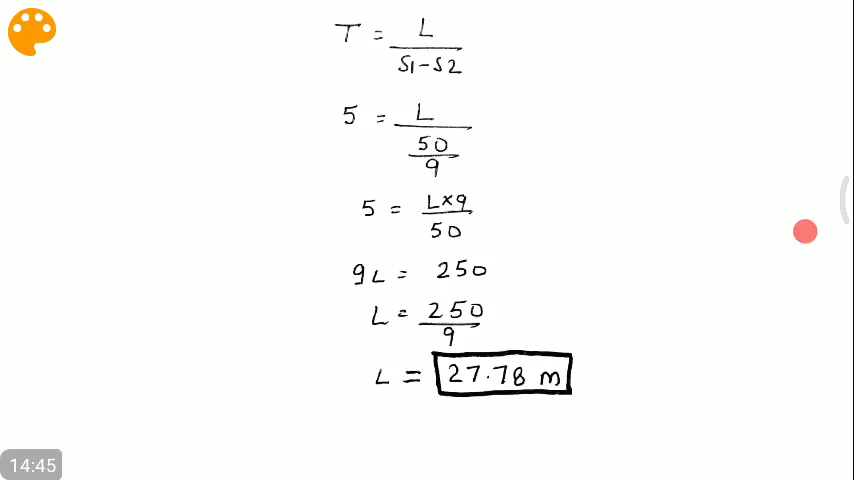 T = L
S1-S2
5 = L
50
9
5 = L×9
50
9L = 250
L = 250
9
L = 27.78 m
14:45